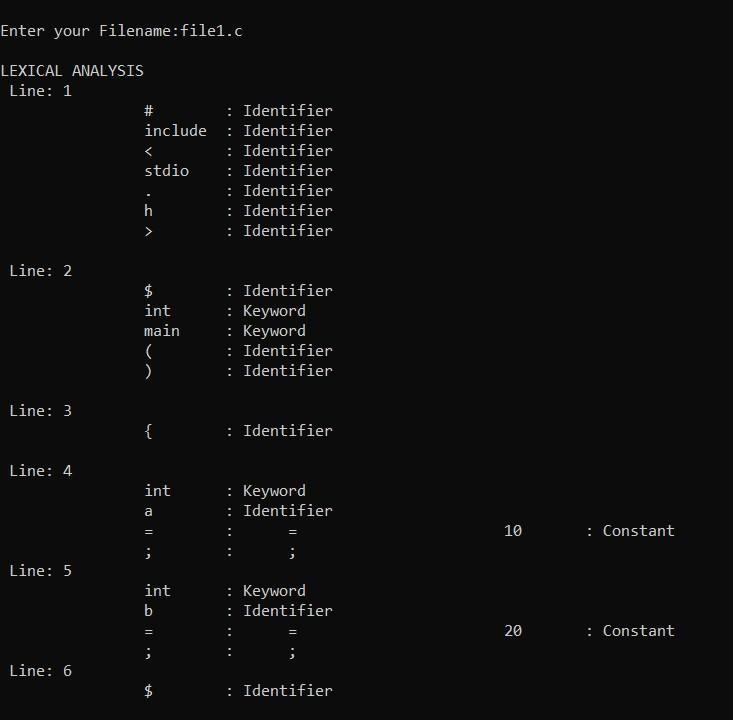 Enter your Filename:file1.c
LEXICAL ANALYSIS
Line: 1
# : Identifier
include : Identifier
< : Identifier
stdio : Identifier
. : Identifier
h : Identifier
> : Identifier
Line: 2
$ : Identifier
int : Keyword
main : Keyword
( : Identifier
) : Identifier
Line: 3
{ : Identifier
Line: 4
int : Keyword
a : Identifier
= : = 10 : Constant
; : ;
Line: 5
int : Keyword
b : Identifier
= : = 20 : Constant
; : ;
Line: 6
$ : Identifier